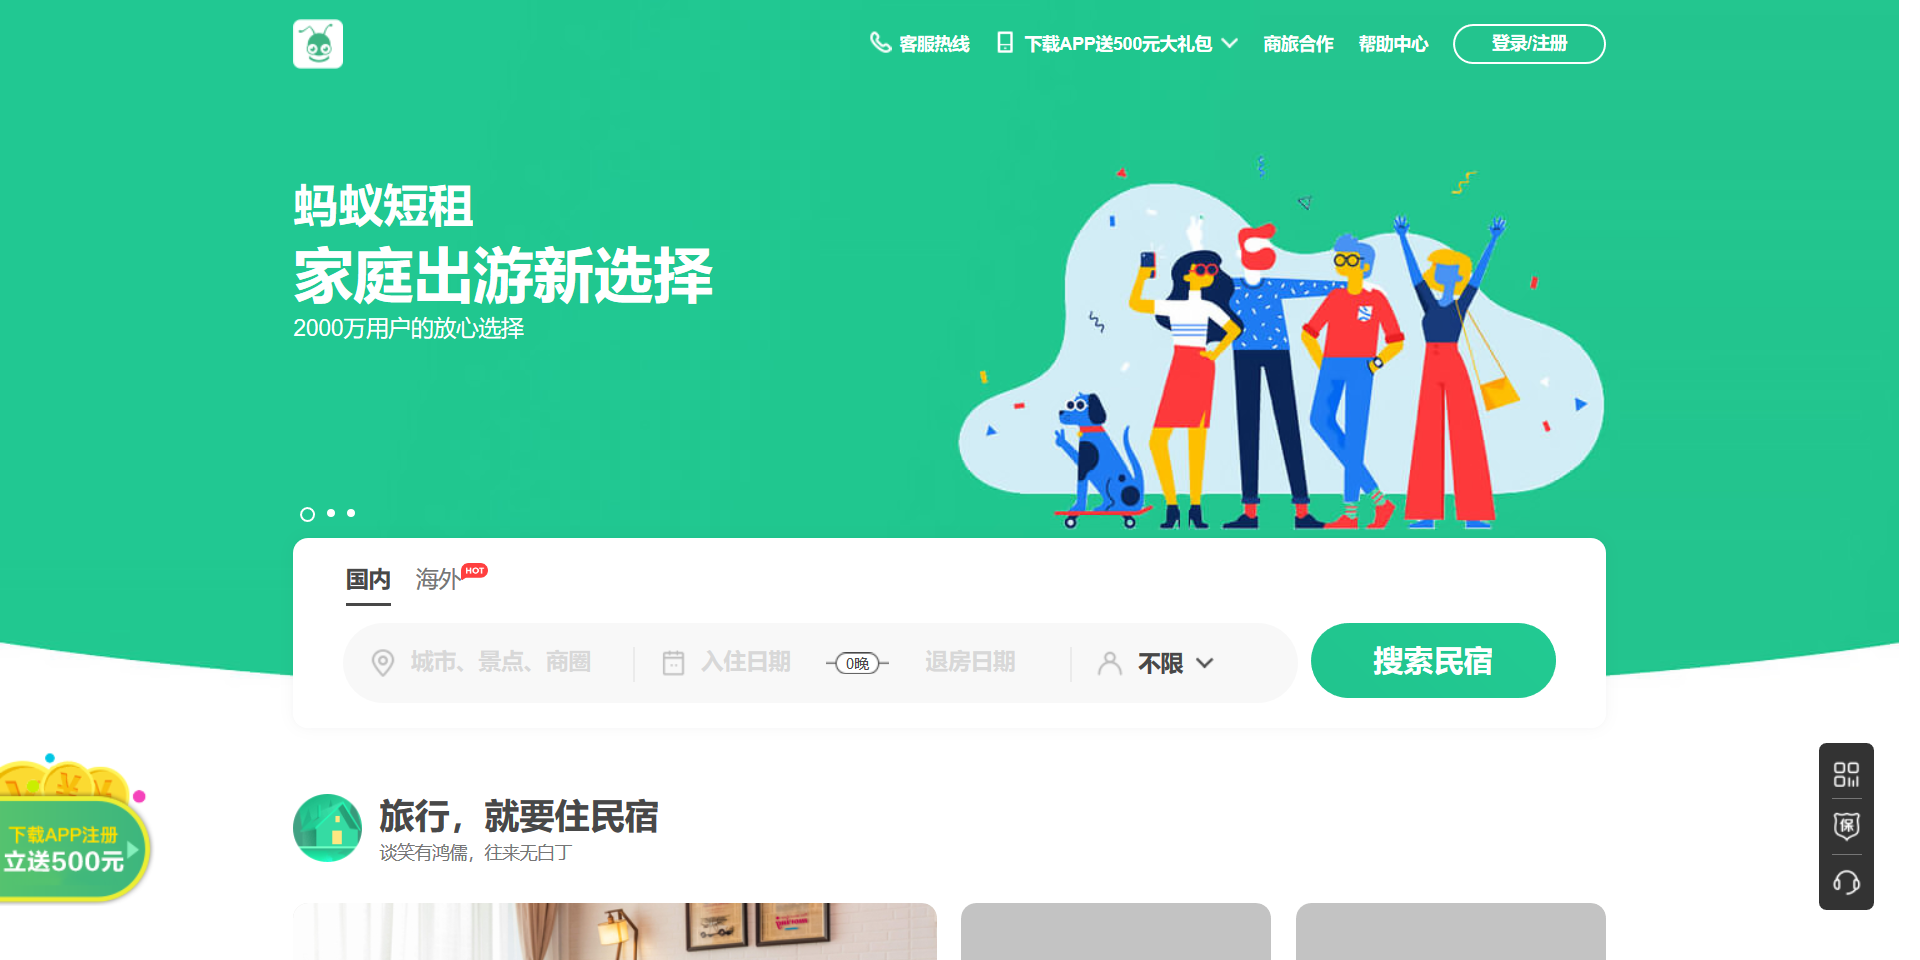 客服热线 下载APP送500元大礼包 商旅合作 帮助中心 登录/注册
蚂蚁短租
家庭出游新选择
2000万用户的放心选择
国内 海外 HOT
城市、景点、商圈 入住日期 0晚 退房日期 不限 搜索民宿
旅行，就要住民宿
谈笑有鸿儒，往来无白丁
下载APP注册
立送500元
保